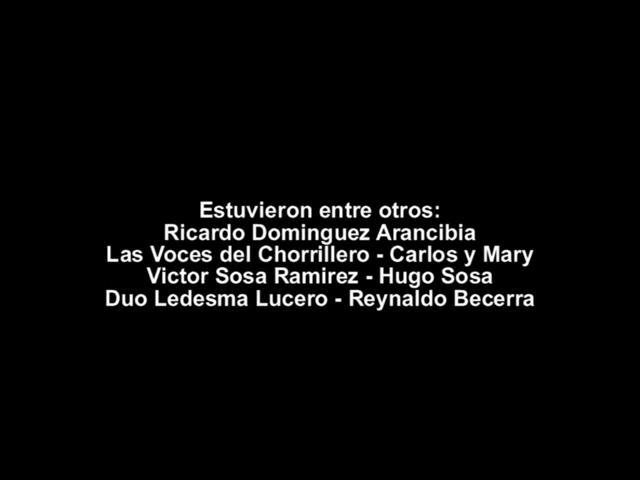 Estuvieron entre otros:
Ricardo Dominguez Arancibia
Las Voces del Chorrillero - Carlos y Mary
Victor Sosa Ramirez - Hugo Sosa
Duo Ledesma Lucero - Reynaldo Becerra